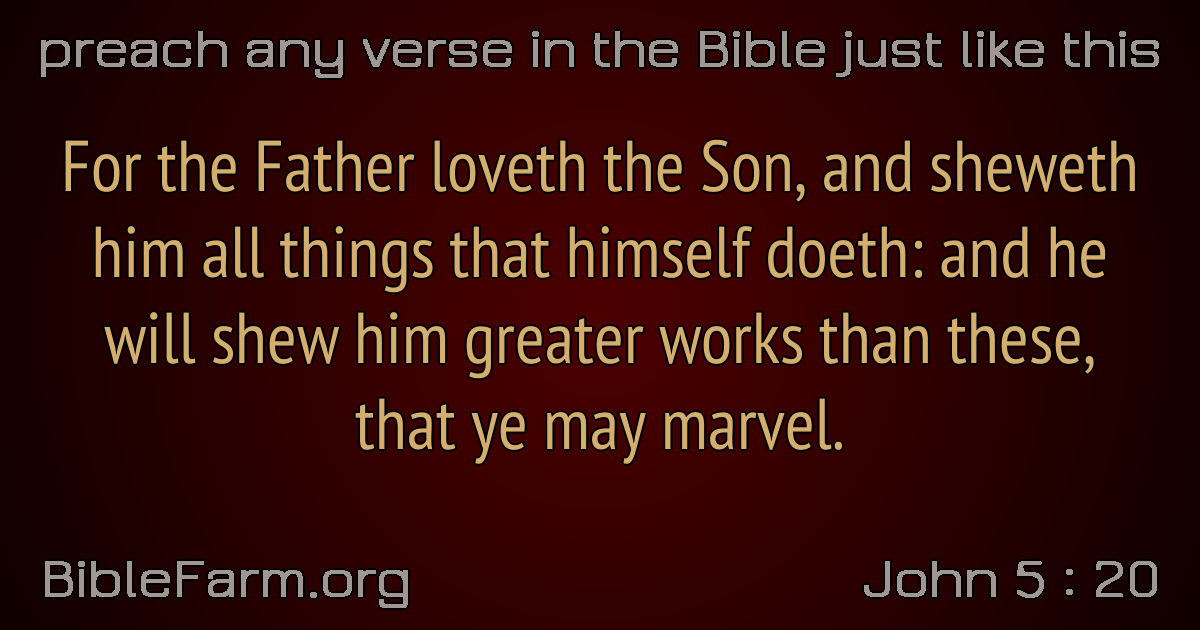 preach any verse in the Bible just like this
For the Father loveth the Son, and sheweth
him all things that himself doeth: and he
will shew him greater works than these,
that ye may marvel.
BibleFarm.org
John 5 : 20